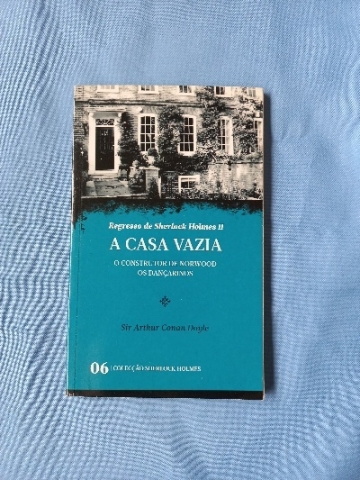 Regresso de Sherlock Holmes II
A CASA VAZIA
O CONSTRUTOR DE NORWOOD
OS DANÇARINOS
Sir Arthur Conan Doyle
06 COLECÇÃO SHERLOCK HOLMES